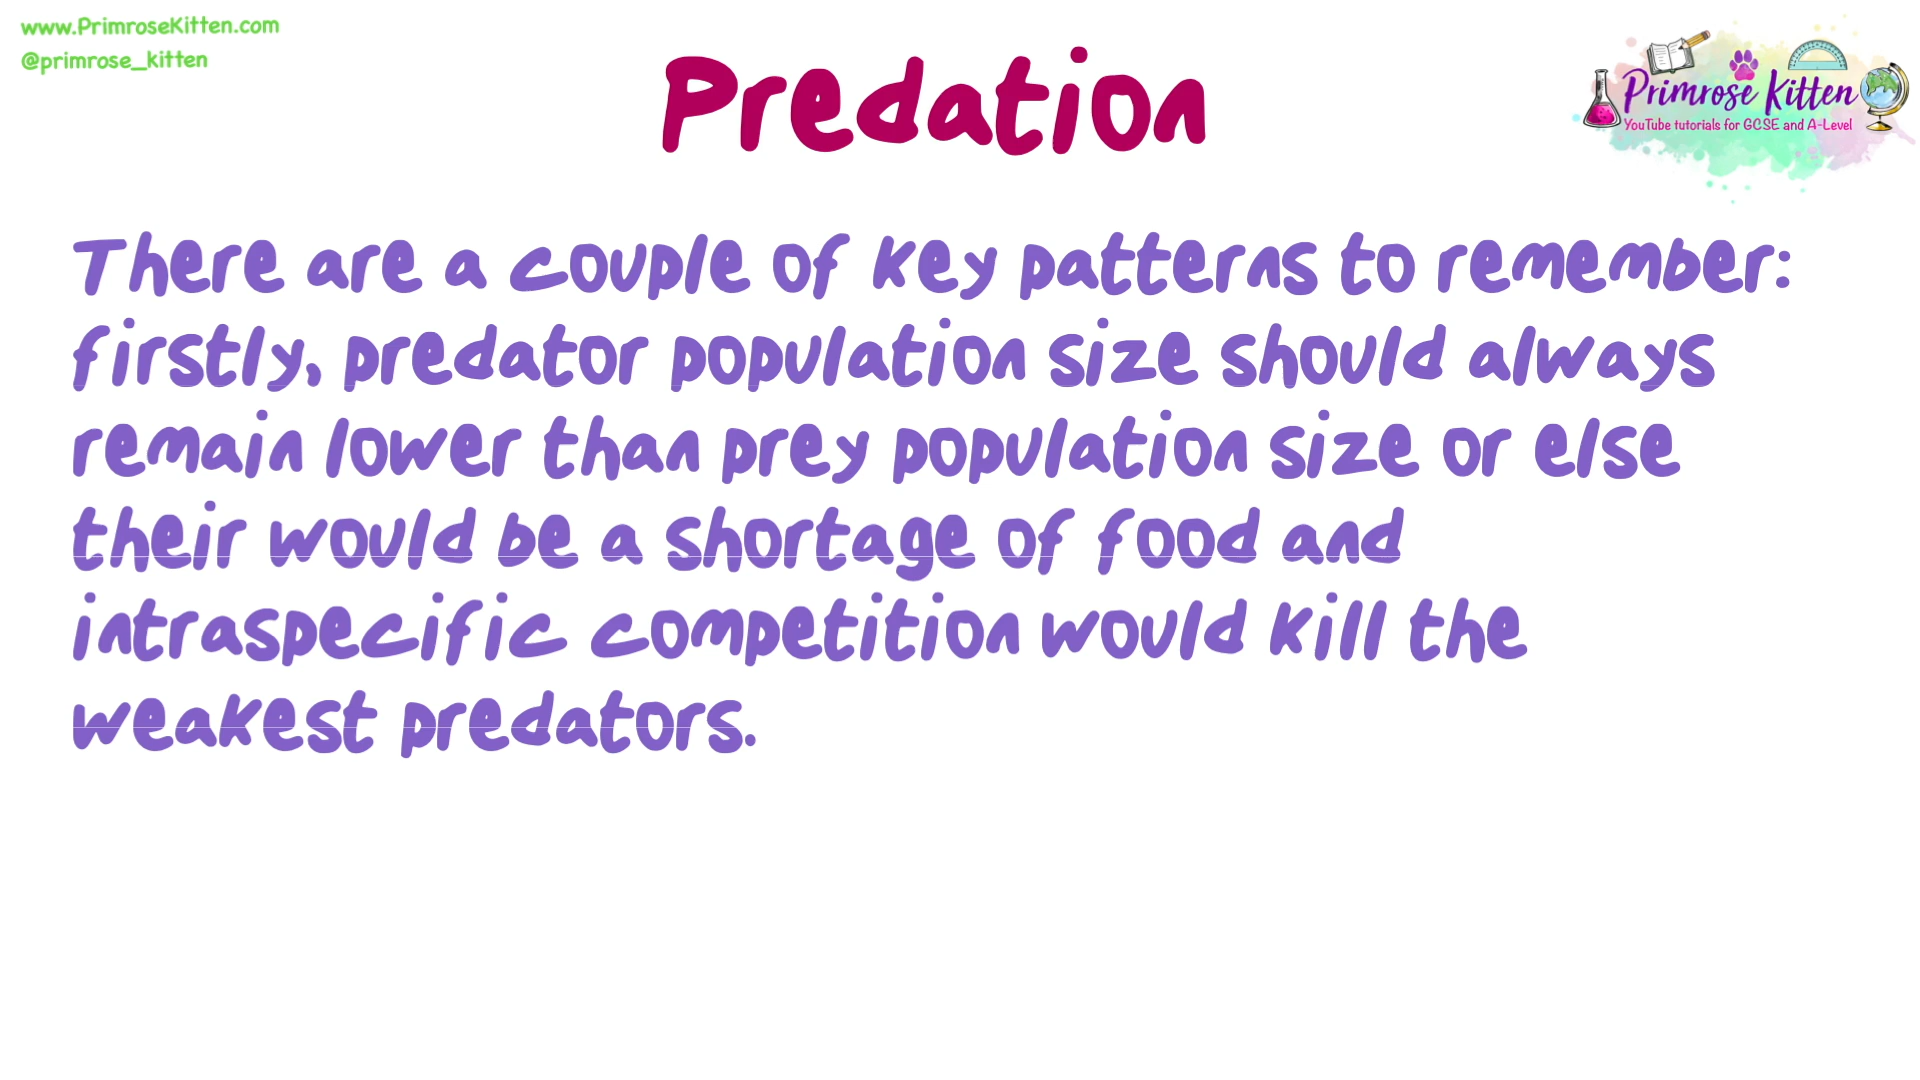 www.PrimroseKitten.com
@primrose_kitten
Predation
Primrose Kitten
YouTube tutorials for GCSE and A-Level
There are a couple of key patterns to remember:
firstly, predator population size should always
remain lower than prey population size or else
their would be a shortage of food and
intraspecific competition would kill the
weakest predators.